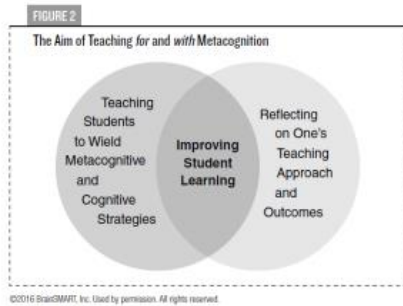 FIGURE 2
The Aim of Teaching for and with Metacognition
Teaching
Students
to Wield
Metacognitive
and
Cognitive
Strategies
Improving
Student
Learning
Reflecting
on One's
Teaching
Approach
and
Outcomes
©2016 BrainSMART, Inc. Used by permission. All rights reserved.